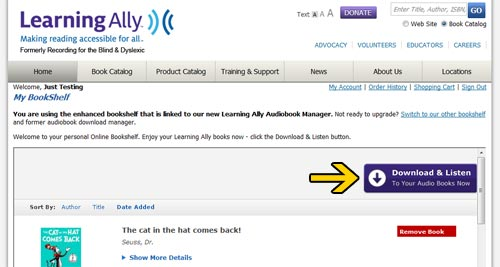 Learning Ally™
Making reading accessible for all™
Formerly Recording for the Blind & Dyslexic
Text A A A
DONATE
Enter Title, Author, ISBN, GO
Web Site Book Catalog
ADVOCACY VOLUNTEERS EDUCATORS CAREERS
Home Book Catalog Product Catalog Training & Support News About Us Locations
Welcome, Just Testing
My Account | Order History | Shopping Cart | Sign Out
My BookShelf
You are using the enhanced bookshelf that is linked to our new Learning Ally Audiobook Manager. Not ready to upgrade? Switch to our other bookshelf
and former audiobook download manager.
Welcome to your personal Online Bookshelf. Enjoy your Learning Ally books now - click the Download & Listen button.
Download & Listen
To Your Audio Books Now
Sort By: Author Title Date Added
The cat in the hat comes back!
Remove Book
Seuss, Dr.
Show More Details
The CAT IN THE HAT
COMES BACK